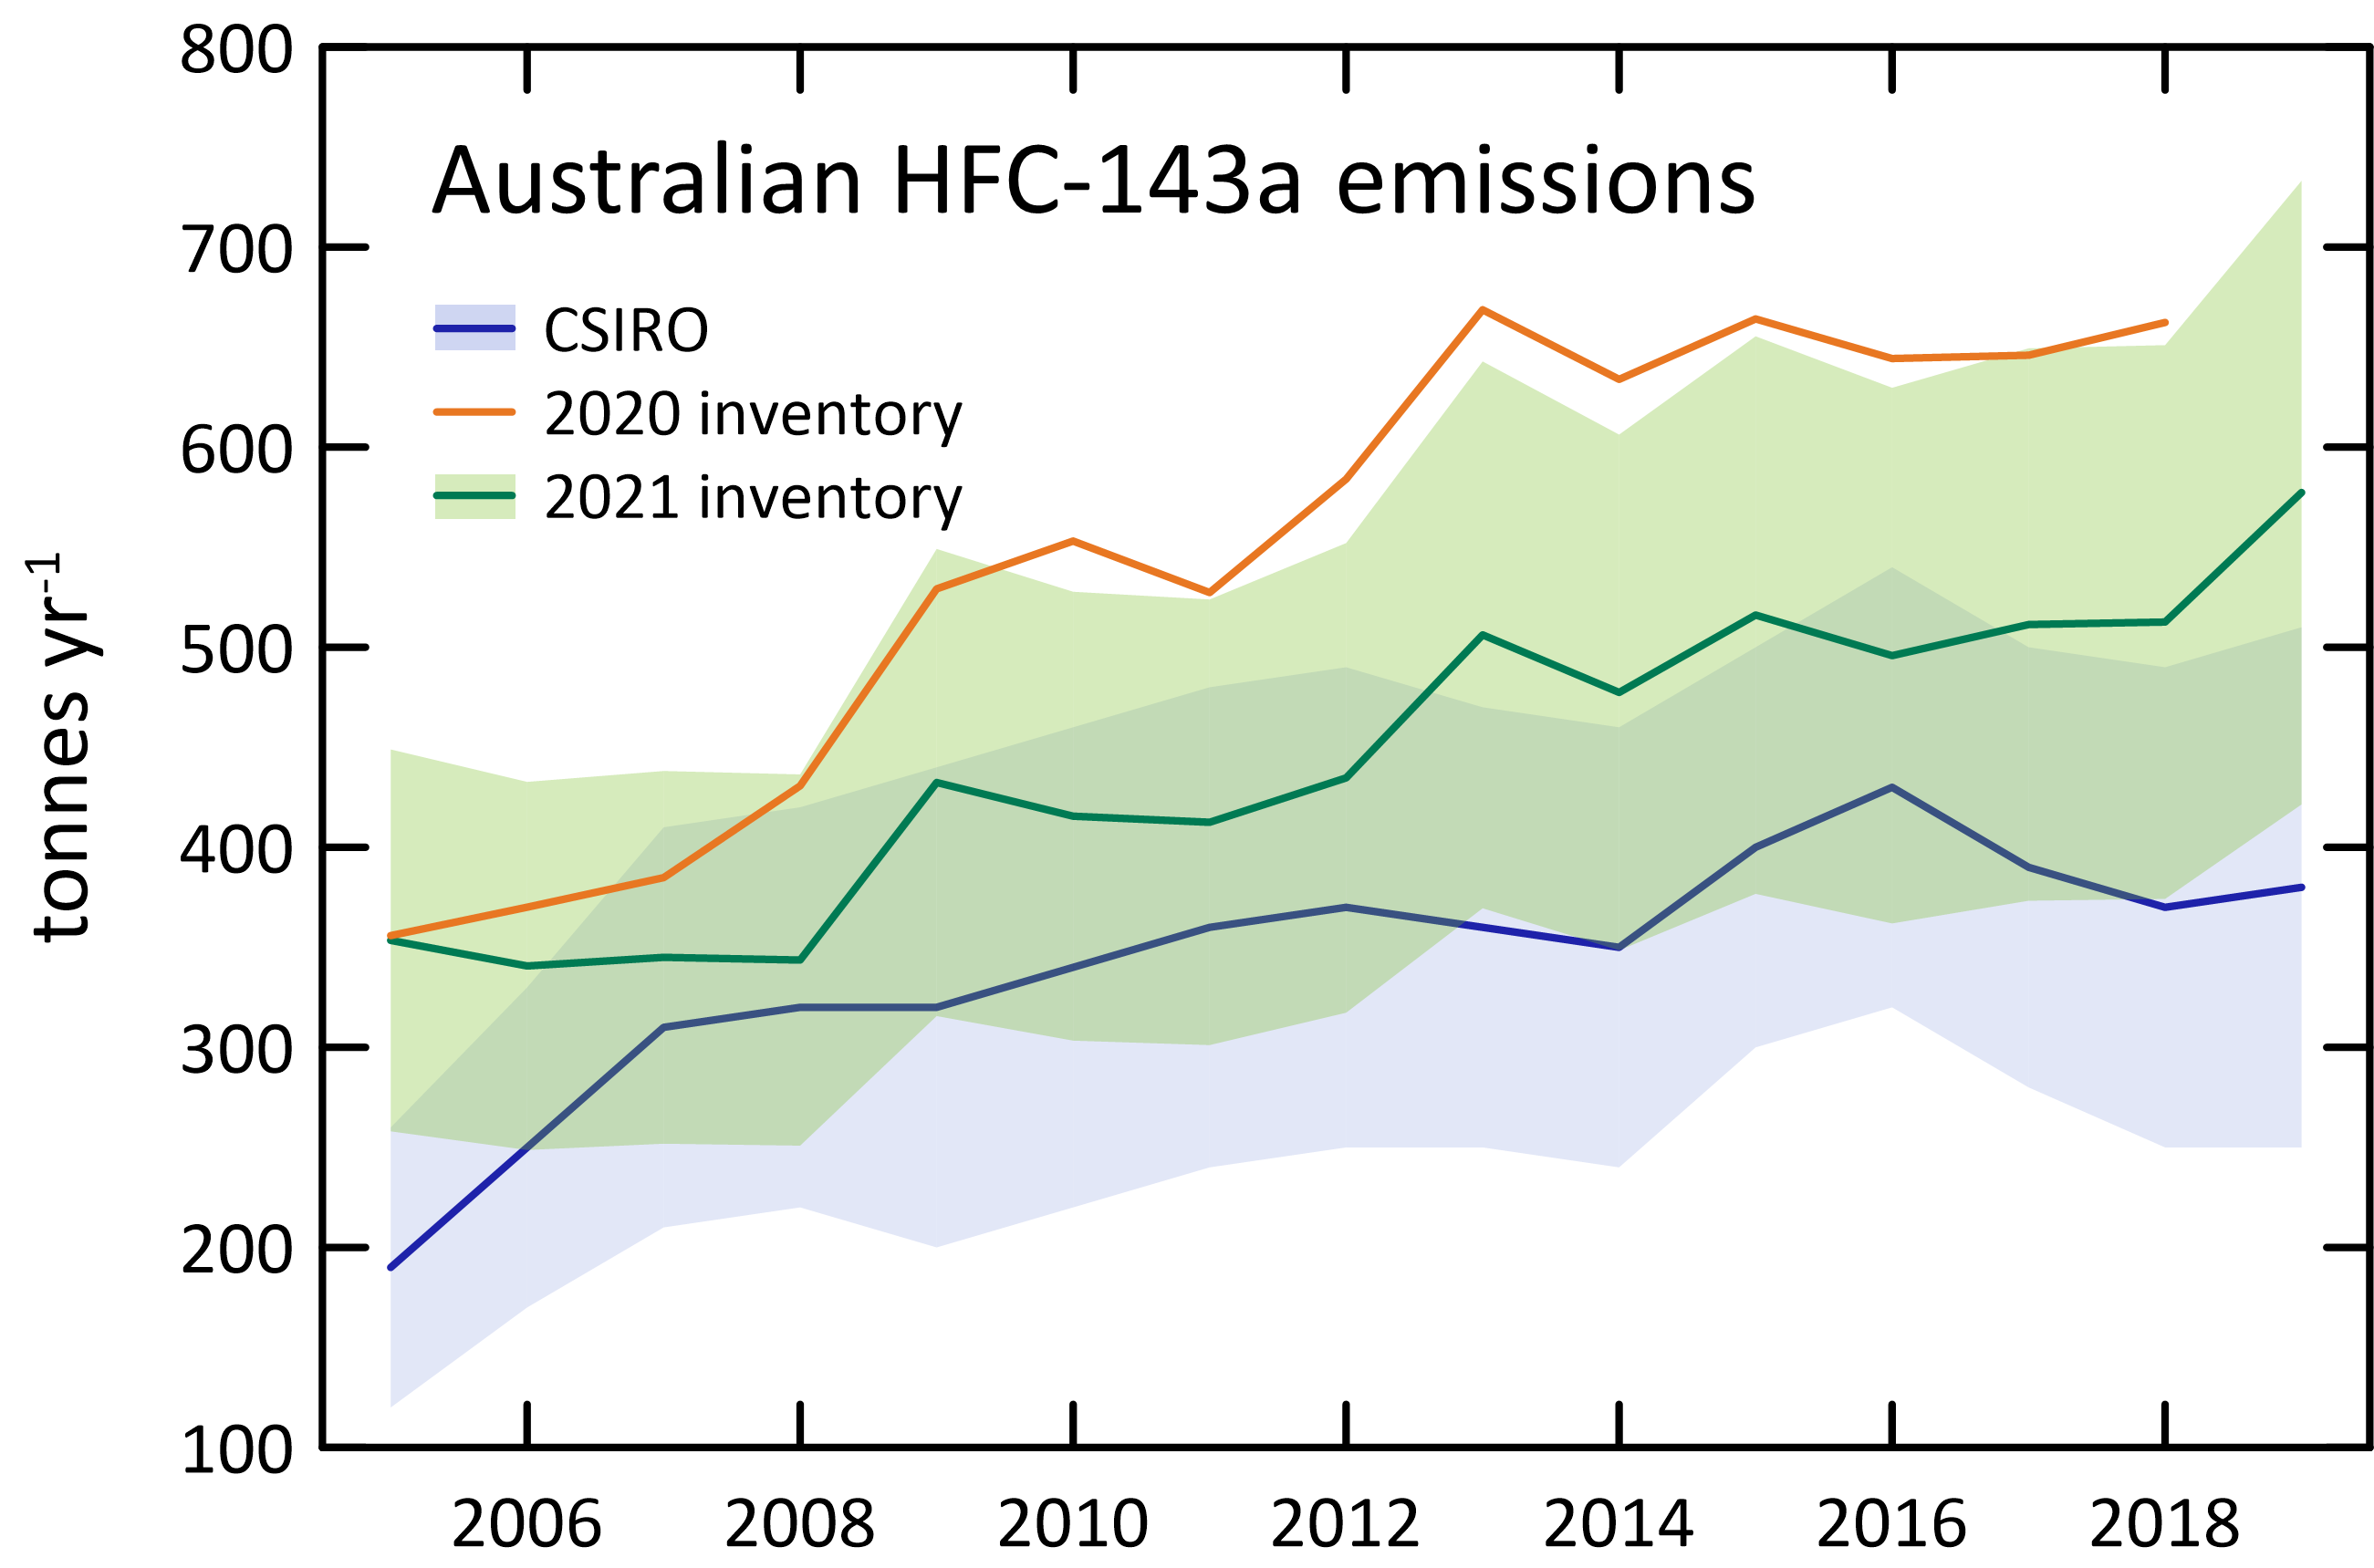 Australian HFC-143a emissions
CSIRO
2020 inventory
2021 inventory
tonnes yr-1
800
700
600
500
400
300
200
100
2006 2008 2010 2012 2014 2016 2018